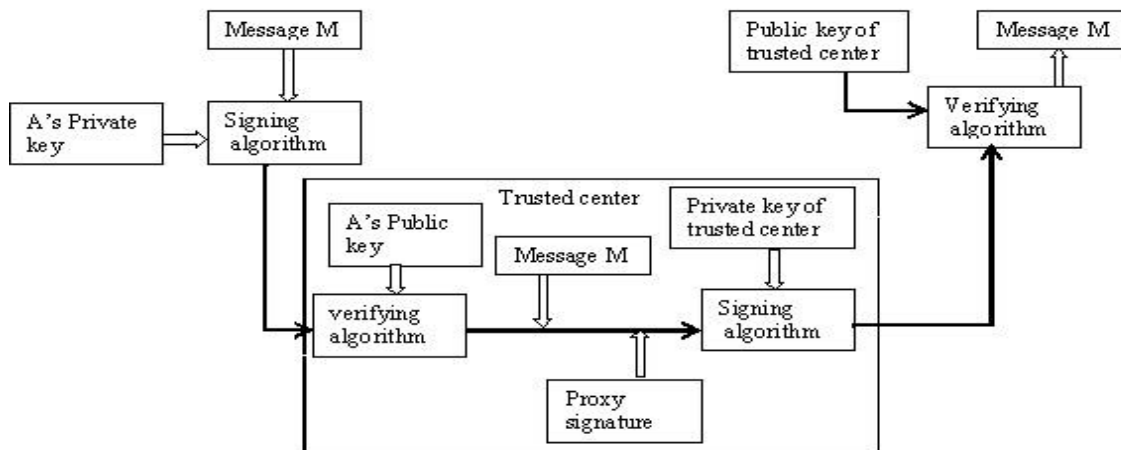 Message M
Public key of
trusted center
Message M
A's Private
key
Signing
algorithm
Verifying
algorithm
Trusted center
A's Public
key
Message M
Private key of
trusted center
verifying
algorithm
Signing
algorithm
Proxy
signature